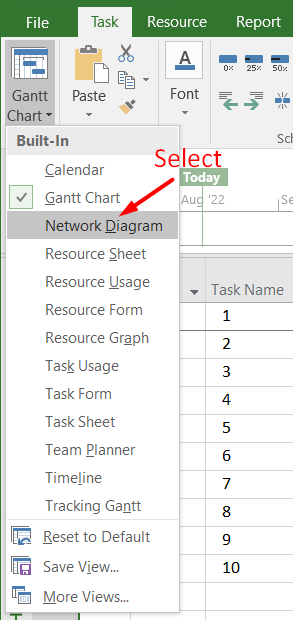 File Task Resource Report
Gantt Chart
Paste
A
Font
0% 25% 50%
Built-In
Calendar
Gantt Chart
Network Diagram
Resource Sheet
Resource Usage
Resource Form
Resource Graph
Task Usage
Task Form
Task Sheet
Team Planner
Timeline
Tracking Gantt
Reset to Default
Save View...
More Views...
Select
Today
Aug '22
Task Name
1
2
3
4
5
6
7
8
9
10